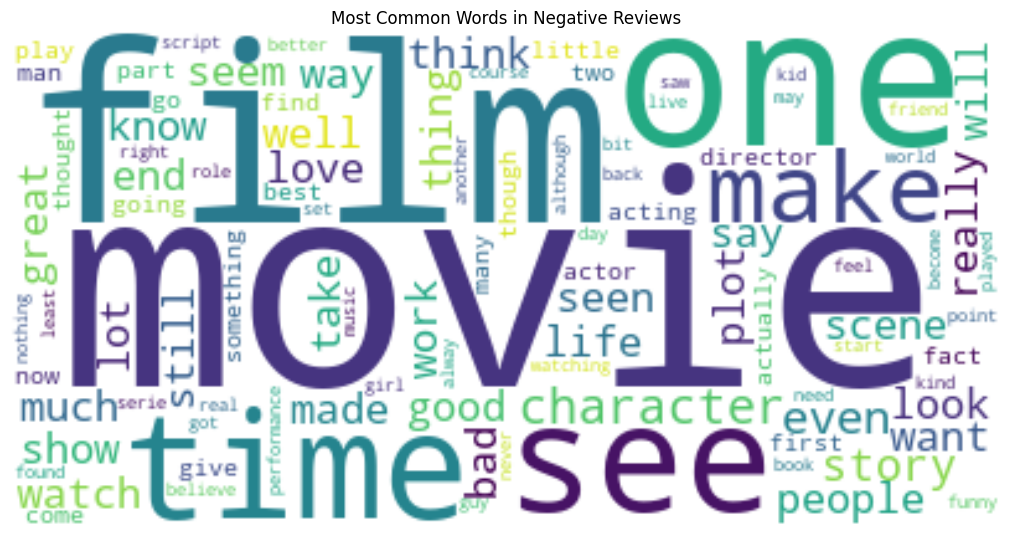 Most Common Words in Negative Reviews
play script better think little one will
man part seem way course two saw kid
go live may friend
thought know find film thing
right well another though although bit world
great end role love director
going best set back acting make really
movie
something many day say become played
nothing least lot still take music work actor seen plot actually feel
life scene point
now watching start fact
girl alway kind
much serie real made good character need even look
got performance want
show time bad never see first
found give book story
watch believe people funny
come guy